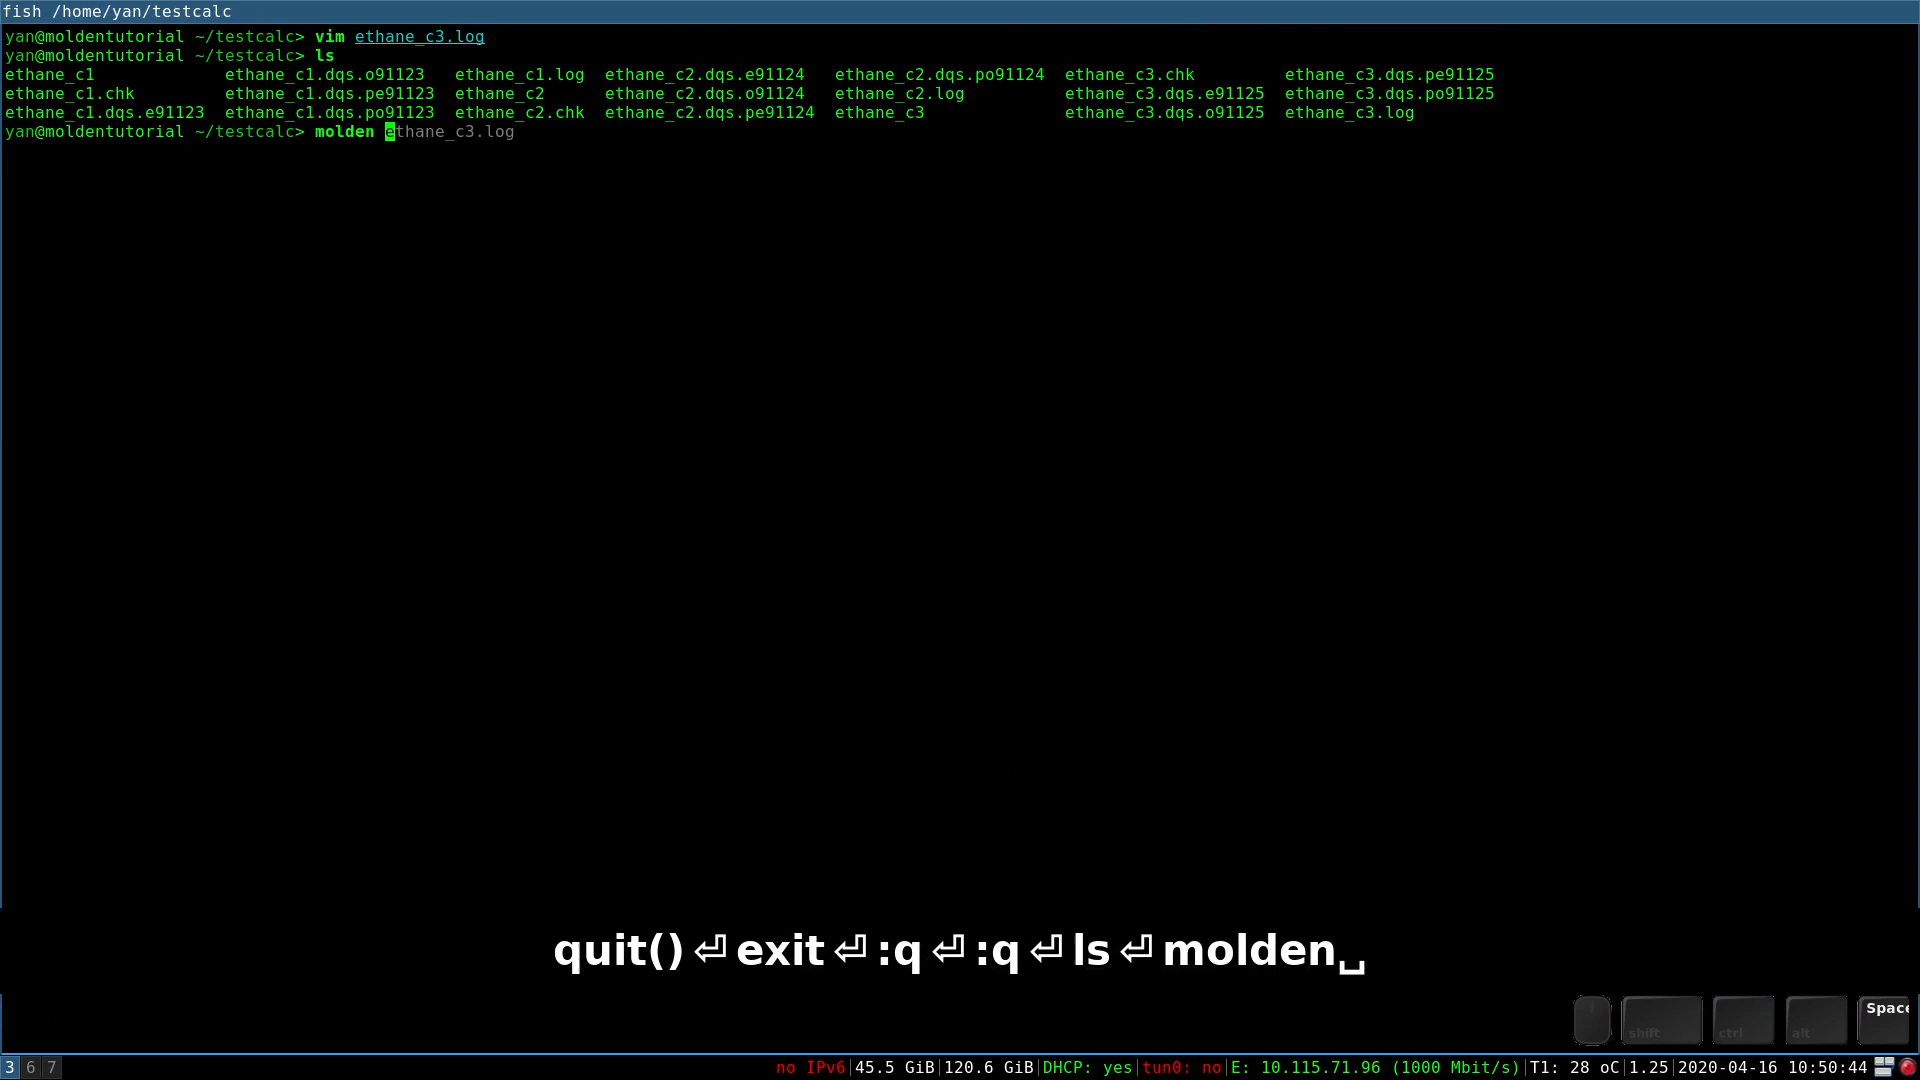 fish /home/yan/testcalc
yan@moldentutorial ~/testcalc> vim ethane_c3.log
yan@moldentutorial ~/testcalc> ls
ethane_c1 ethane_c1.dqs.o91123 ethane_c1.log ethane_c2.dqs.e91124 ethane_c2.dqs.po91124 ethane_c3.chk ethane_c3.dqs.pe91125
ethane_c1.chk ethane_c1.dqs.pe91123 ethane_c2 ethane_c2.dqs.o91124 ethane_c2.log ethane_c3.dqs.e91125 ethane_c3.dqs.po91125
ethane_c1.dqs.e91123 ethane_c1.dqs.po91123 ethane_c2.chk ethane_c2.dqs.pe91124 ethane_c3 ethane_c3.dqs.o91125 ethane_c3.log
yan@moldentutorial ~/testcalc> molden ethane_c3.log
quit()⏎exit⏎:q⏎:q⏎ls⏎molden␣
shift ctrl alt Space
3 6 7 no IPv6|45.5 GiB|120.6 GiB|DHCP: yes|tun0: no|E: 10.115.71.96 (1000 Mbit/s)|T1: 28 oC|1.25|2020-04-16 10:50:44